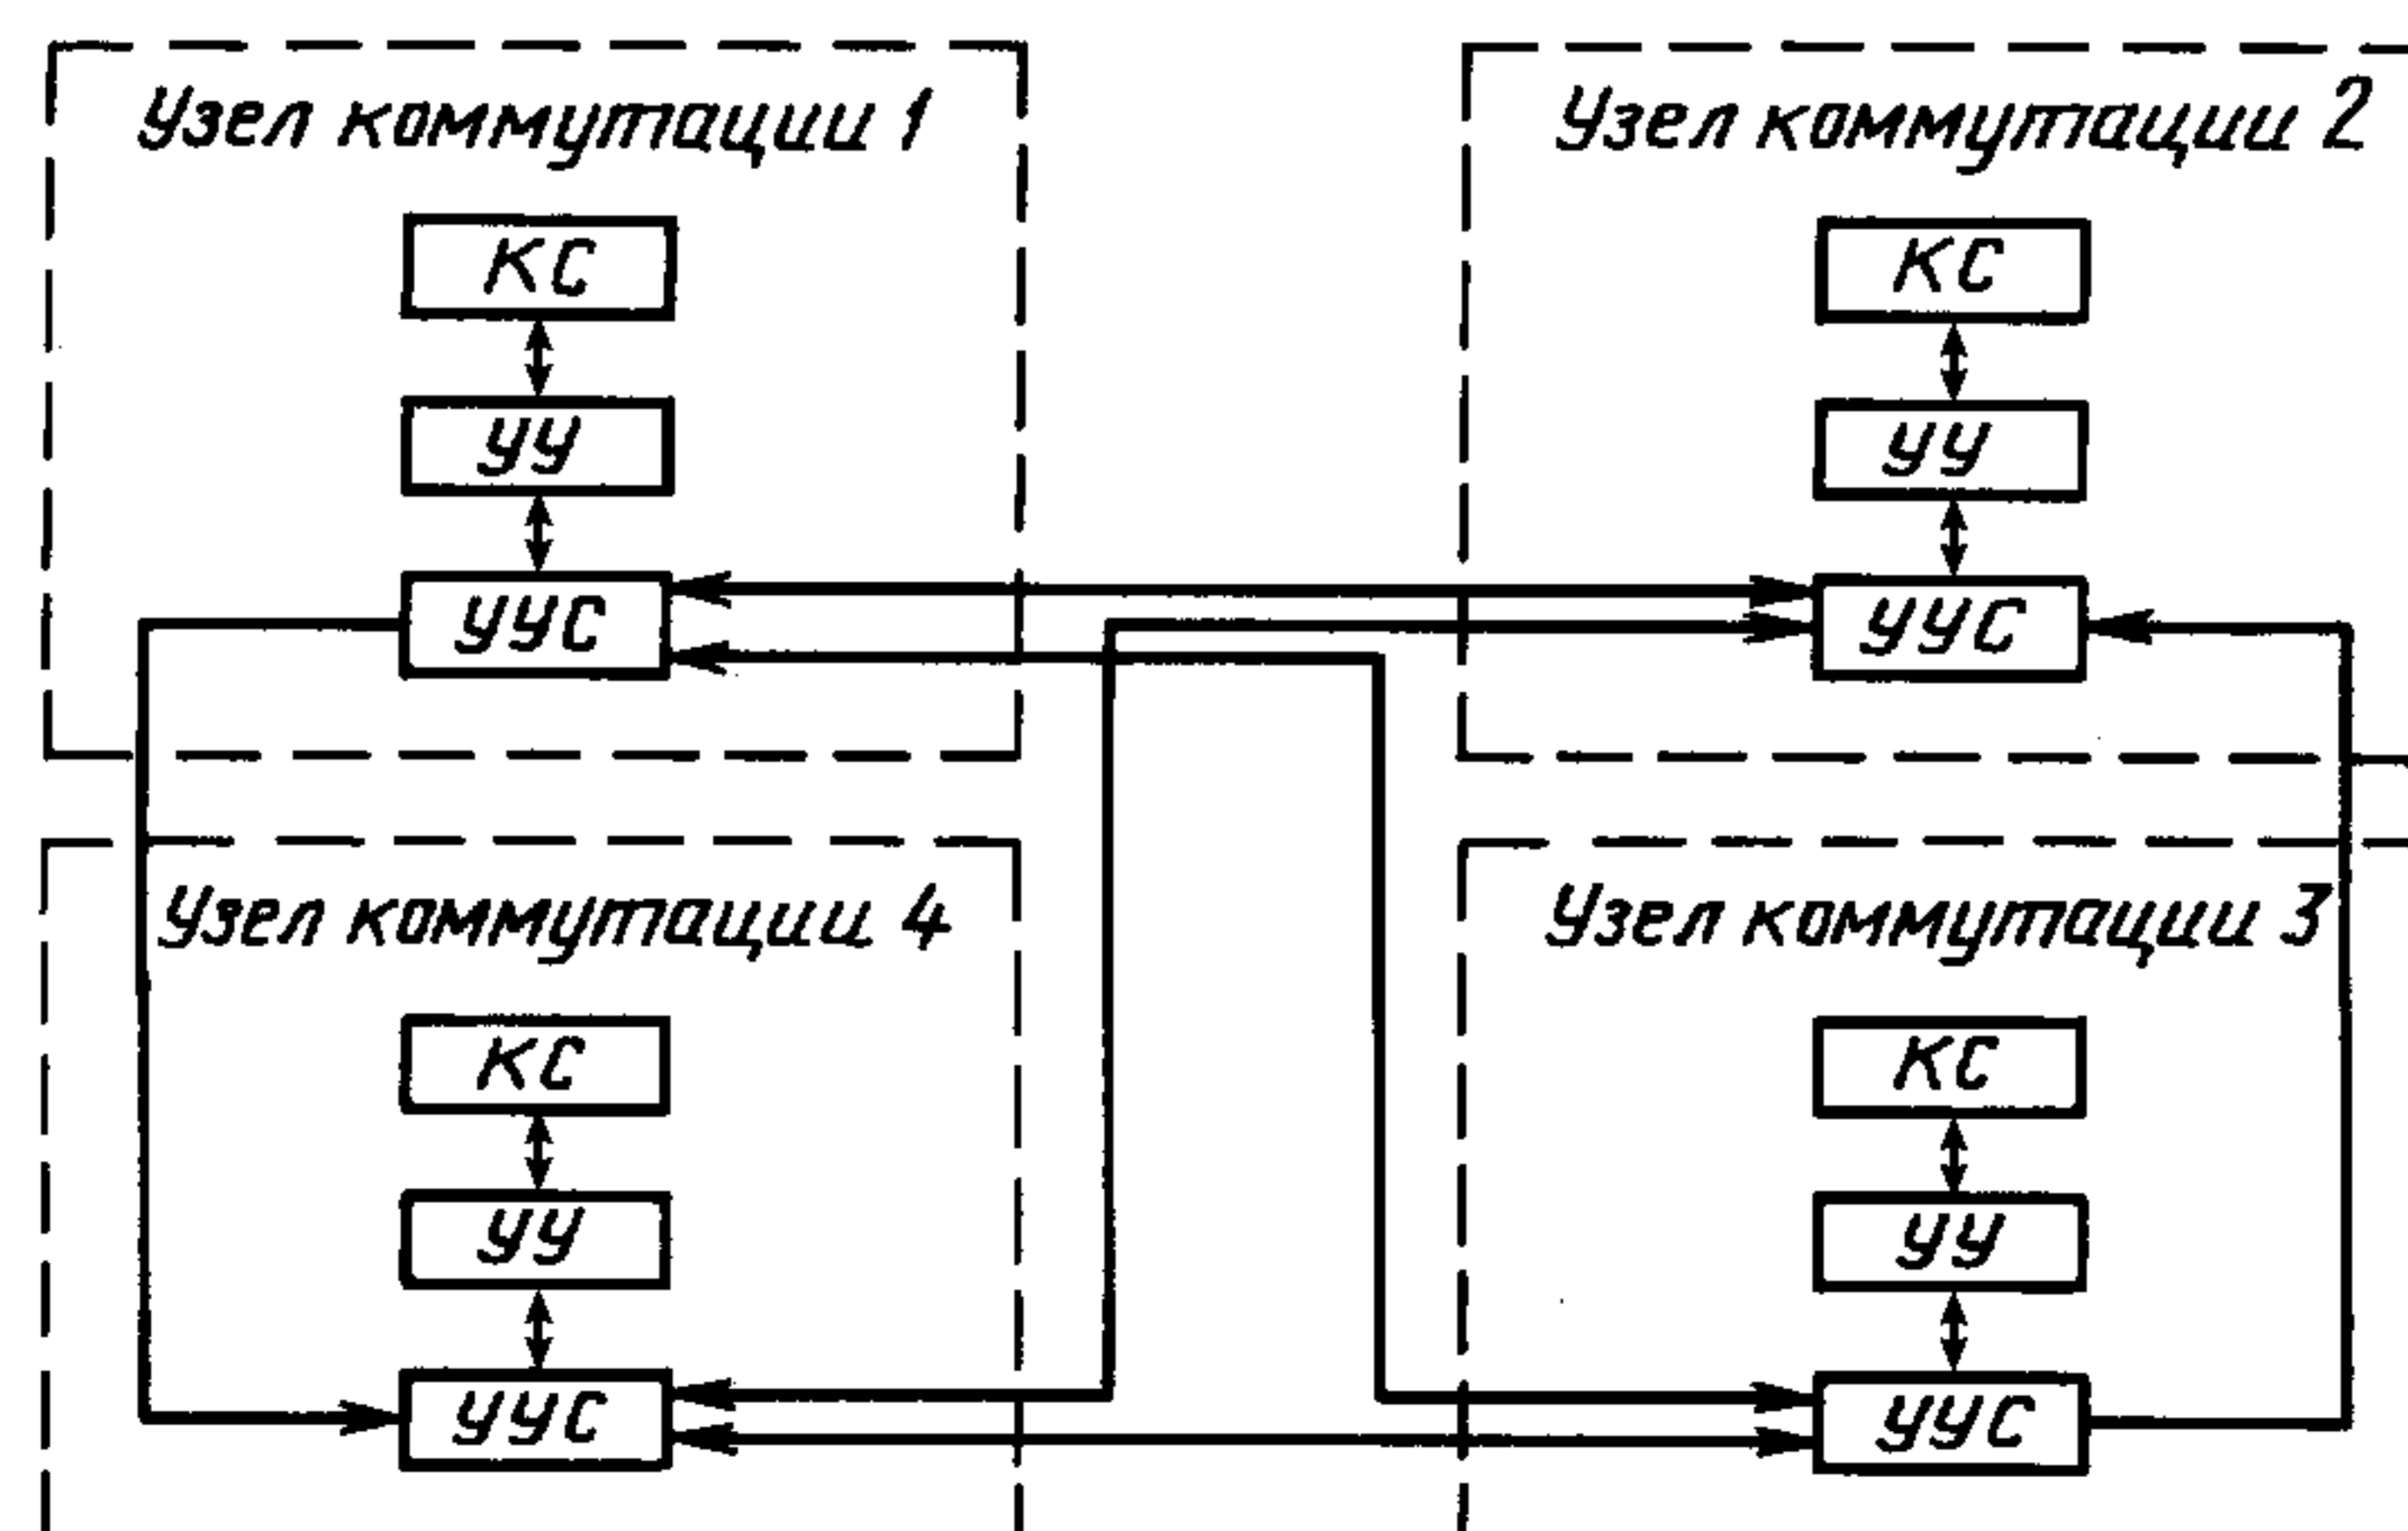 Узел коммутации 1
КС
УУ
УУС
Узел коммутации 2
КС
УУ
УУС
Узел коммутации 4
КС
УУ
УУС
Узел коммутации 3
КС
УУ
УУС